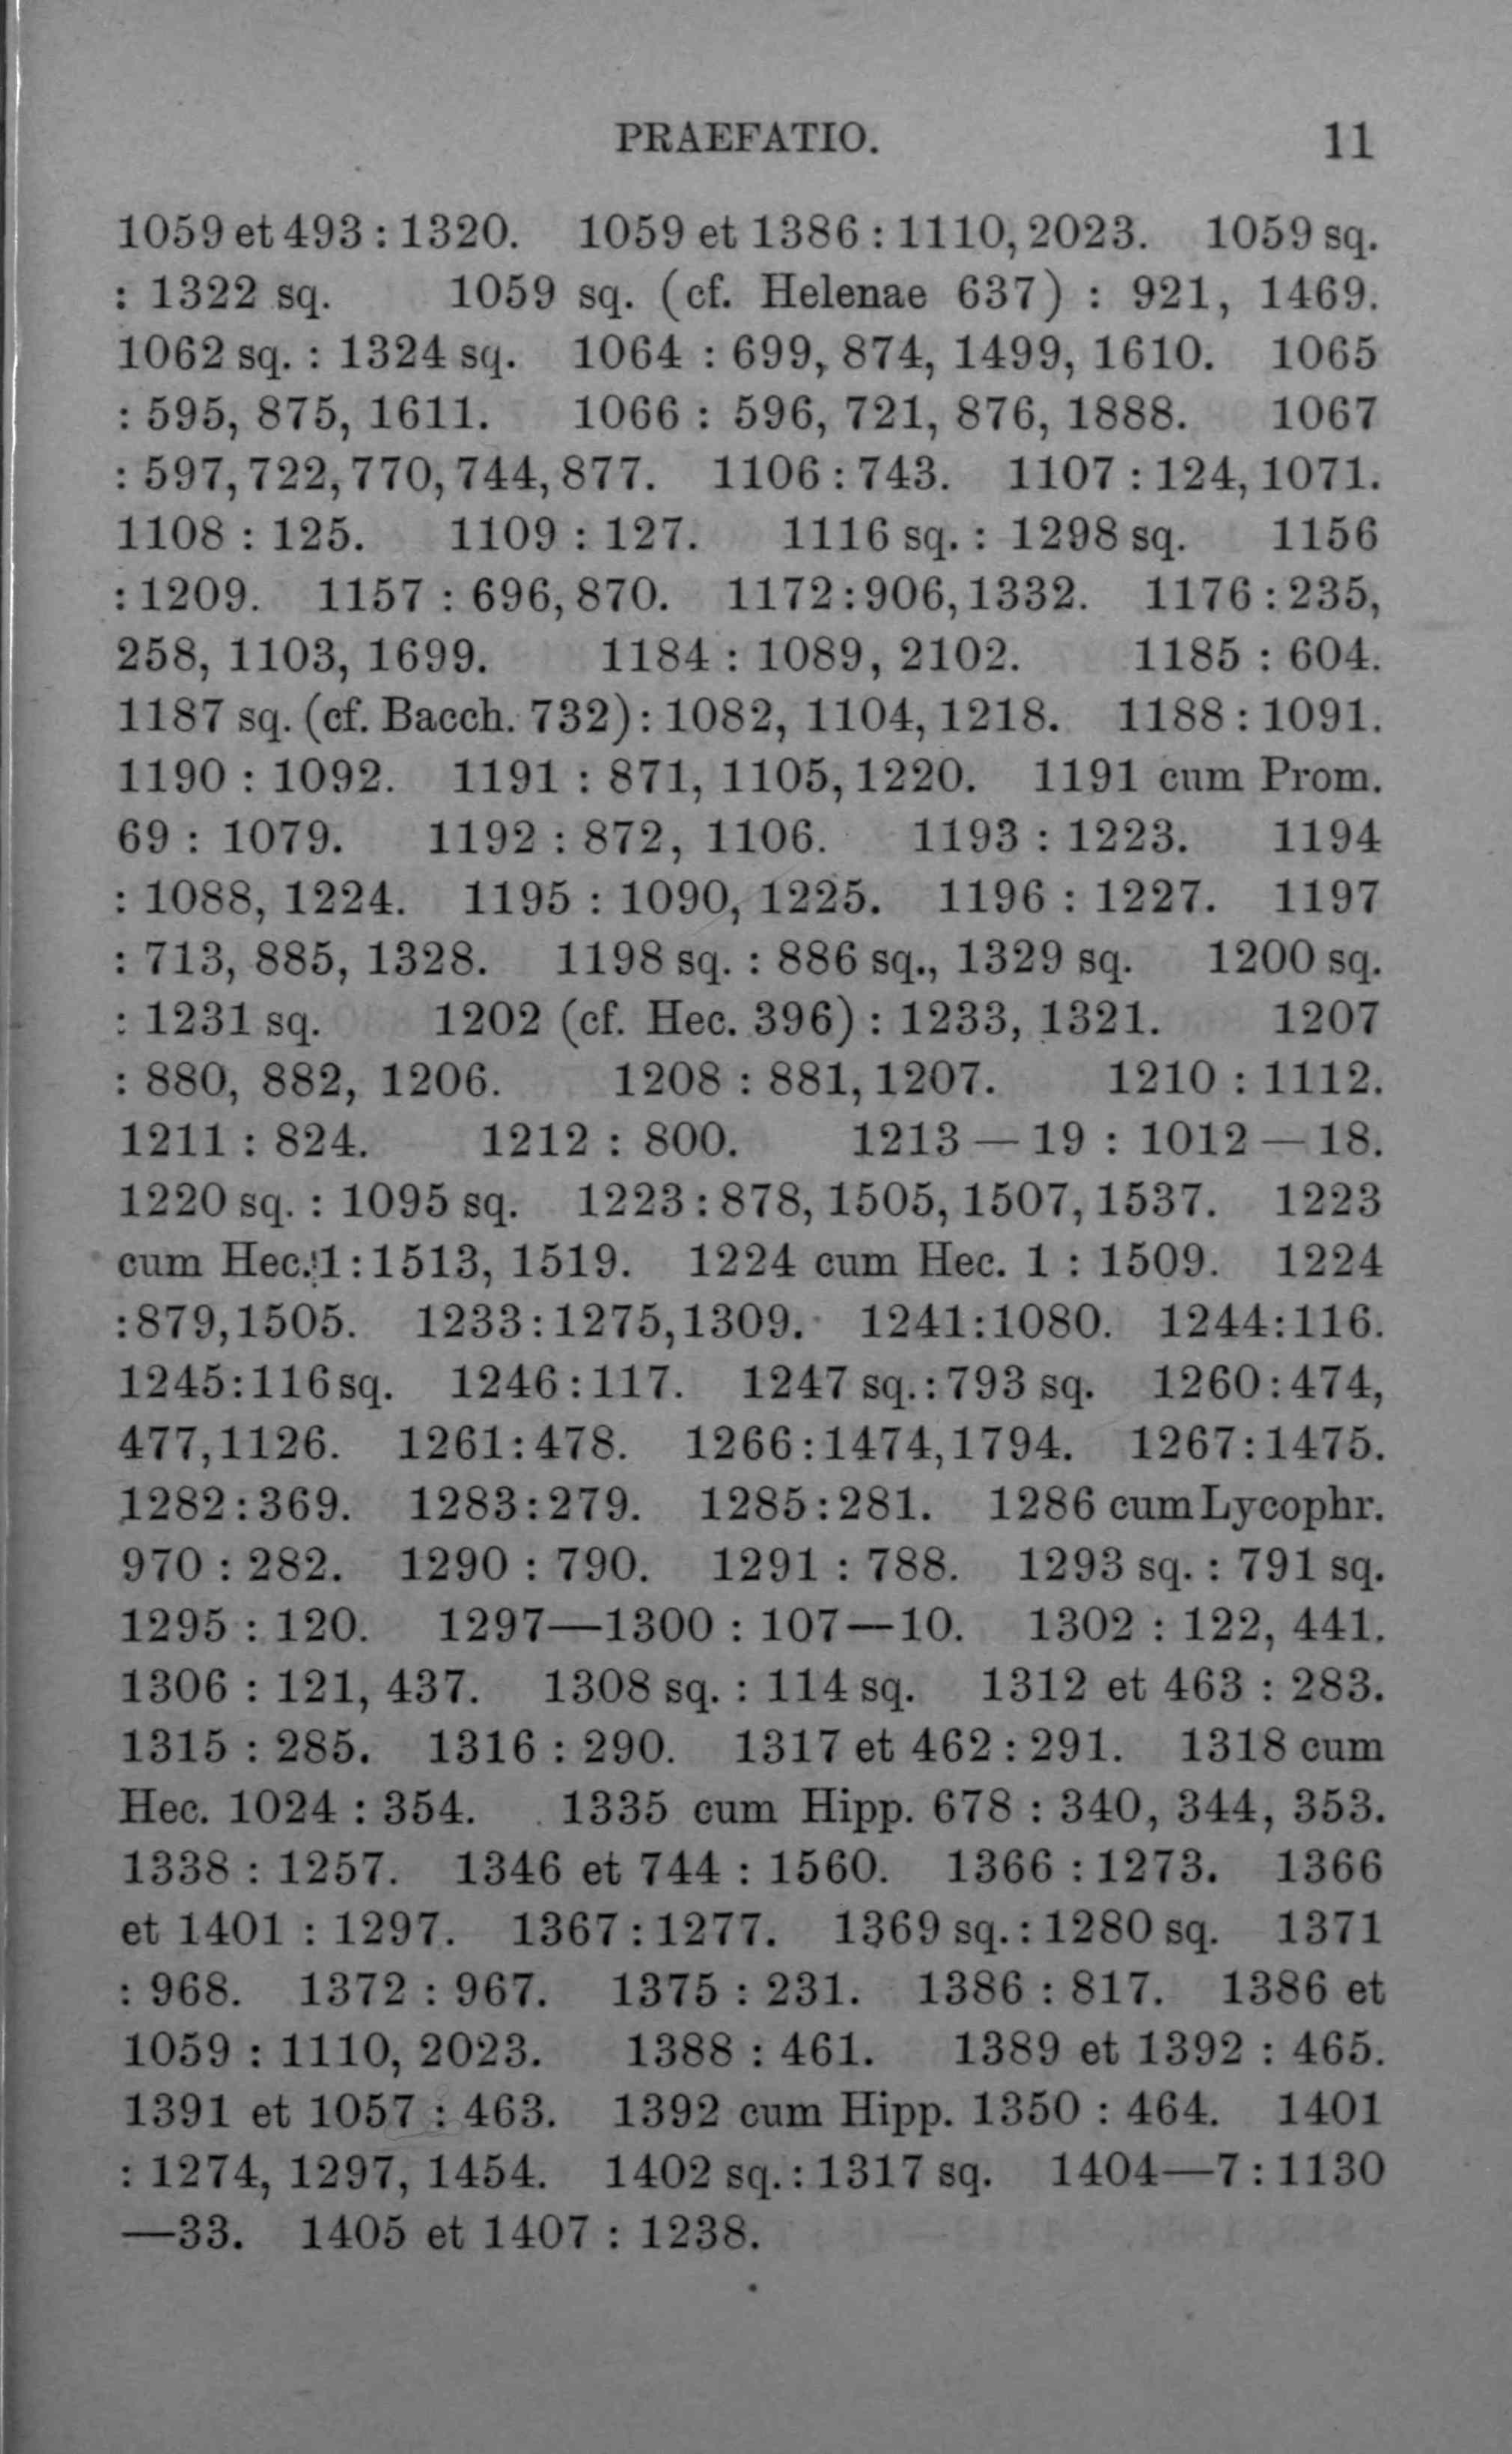 PRAEFATIO. 11
1059 et 493 : 1320. 1059 et 1386 : 1110, 2023. 1059 sq.
: 1322 sq. 1059 sq. (cf. Helenae 637) : 921, 1469.
1062 sq. : 1324 sq. 1064 : 699, 874, 1499, 1610. 1065
: 595, 875, 1611. 1066 : 596, 721, 876, 1888. 1067
: 597, 722, 770, 744, 877. 1106 : 743. 1107 : 124, 1071.
1108 : 125. 1109 : 127. 1116 sq. : 1298 sq. 1156
: 1209. 1157 : 696, 870. 1172 : 906, 1332. 1176 : 235,
258, 1103, 1699. 1184 : 1089, 2102. 1185 : 604.
1187 sq. (cf. Bacch. 732) : 1082, 1104, 1218. 1188 : 1091.
1190 : 1092. 1191 : 871, 1105, 1220. 1191 cum Prom.
69 : 1079. 1192 : 872, 1106. 1193 : 1223. 1194
: 1088, 1224. 1195 : 1090, 1225. 1196 : 1227. 1197
: 713, 885, 1328. 1198 sq. : 886 sq., 1329 sq. 1200 sq.
: 1231 sq. 1202 (cf. Hec. 396) : 1233, 1321. 1207
: 880, 882, 1206. 1208 : 881, 1207. 1210 : 1112.
1211 : 824. 1212 : 800. 1213 — 19 : 1012 — 18.
1220 sq. : 1095 sq. 1223 : 878, 1505, 1507, 1537. 1223
cum Hec. 1 : 1513, 1519. 1224 cum Hec. 1 : 1509. 1224
: 879, 1505. 1233 : 1275, 1309. 1241 : 1080. 1244 : 116.
1245 : 116 sq. 1246 : 117. 1247 sq. : 793 sq. 1260 : 474,
477, 1126. 1261 : 478. 1266 : 1474, 1794. 1267 : 1475.
1282 : 369. 1283 : 279. 1285 : 281. 1286 cum Lycophr.
970 : 282. 1290 : 790. 1291 : 788. 1293 sq. : 791 sq.
1295 : 120. 1297—1300 : 107—10. 1302 : 122, 441.
1306 : 121, 437. 1308 sq. : 114 sq. 1312 et 463 : 283.
1315 : 285. 1316 : 290. 1317 et 462 : 291. 1318 cum
Hec. 1024 : 354. 1335 cum Hipp. 678 : 340, 344, 353.
1338 : 1257. 1346 et 744 : 1560. 1366 : 1273. 1366
et 1401 : 1297. 1367 : 1277. 1369 sq. : 1280 sq. 1371
: 968. 1372 : 967. 1375 : 231. 1386 : 817. 1386 et
1059 : 1110, 2023. 1388 : 461. 1389 et 1392 : 465.
1391 et 1057 : 463. 1392 cum Hipp. 1350 : 464. 1401
: 1274, 1297, 1454. 1402 sq. : 1317 sq. 1404—7 : 1130
—33. 1405 et 1407 : 1238.